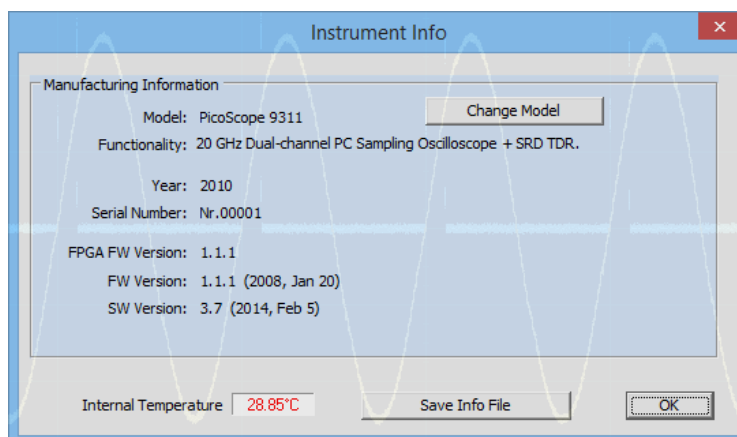 Instrument Info
Manufacturing Information
Model: PicoScope 9311
Change Model
Functionality: 20 GHz Dual-channel PC Sampling Oscilloscope + SRD TDR.
Year: 2010
Serial Number: Nr.00001
FPGA FW Version: 1.1.1
FW Version: 1.1.1 (2008, Jan 20)
SW Version: 3.7 (2014, Feb 5)
Internal Temperature 28.85°C
Save Info File
OK